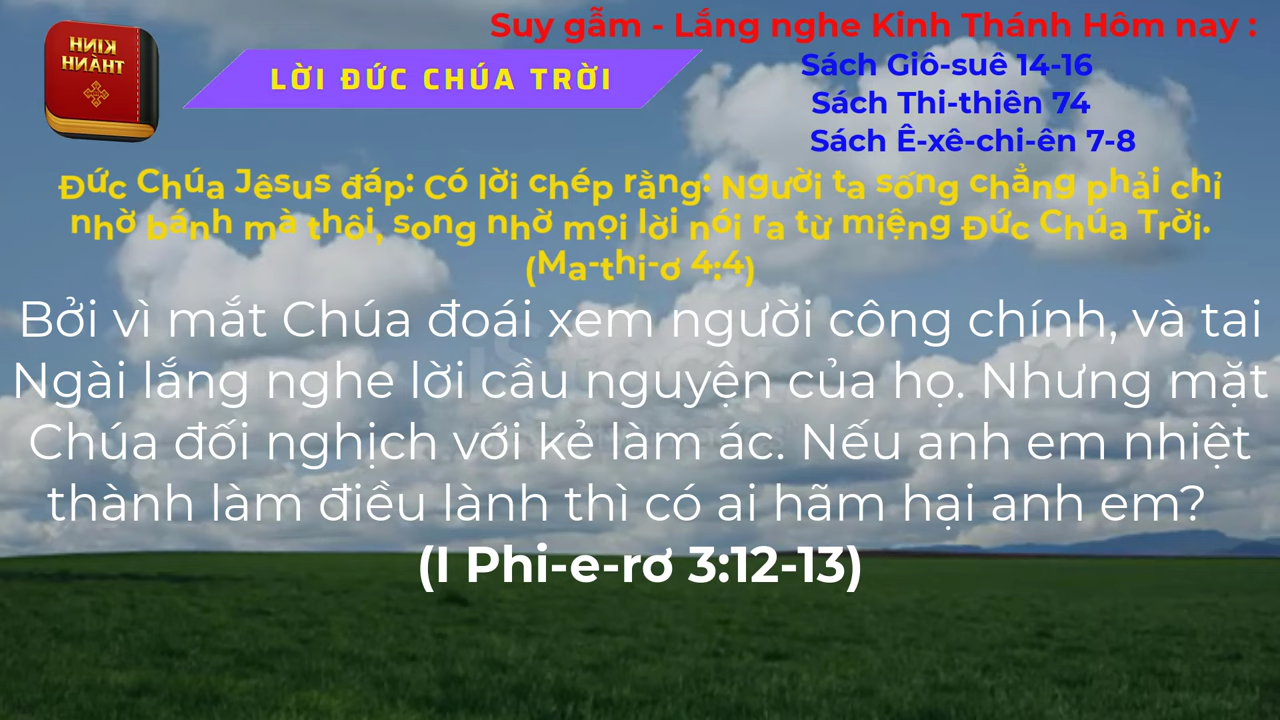 Suy gẫm - Lắng nghe Kinh Thánh Hôm nay :
KINH
THÁNH
LỜI ĐỨC CHÚA TRỜI
Sách Giô-suê 14-16
Sách Thi-thiên 74
Sách Ê-xê-chi-ên 7-8
Đức Chúa Jêsus đáp: Có lời chép rằng: Người ta sống chẳng phải chỉ
nhờ bánh mà thôi, song nhờ mọi lời nói ra từ miệng Đức Chúa Trời.
(Ma-thi-ơ 4:4)
Bởi vì mắt Chúa đoái xem người công chính, và tai
Ngài lắng nghe lời cầu nguyện của họ. Nhưng mặt
Chúa đối nghịch với kẻ làm ác. Nếu anh em nhiệt
thành làm điều lành thì có ai hãm hại anh em?
(I Phi-e-rơ 3:12-13)